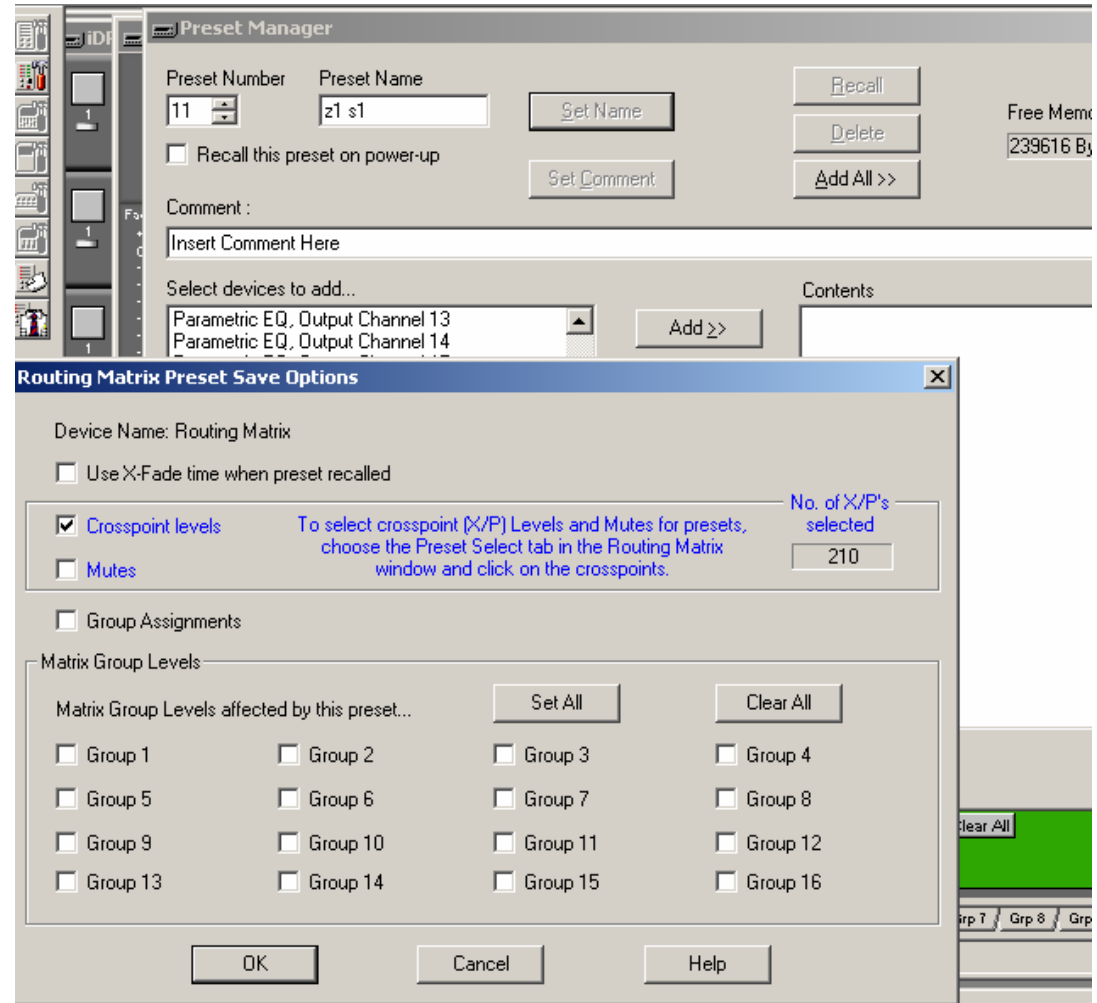 iDR
Preset Manager
Preset Number Preset Name
11 z1 s1
Set Name
Recall
Delete
Add All >>
Free Memo
239616 By
Recall this preset on power-up
Set Comment
Comment :
Insert Comment Here
1
1
1
Select devices to add...
Parametric EQ, Output Channel 13
Parametric EQ, Output Channel 14
Add >>
Contents
Routing Matrix Preset Save Options
Device Name: Routing Matrix
Use X-Fade time when preset recalled
Crosspoint levels
Mutes
To select crosspoint (X/P) Levels and Mutes for presets,
choose the Preset Select tab in the Routing Matrix
window and click on the crosspoints.
No. of X/P's
selected
210
Group Assignments
Matrix Group Levels
Matrix Group Levels affected by this preset...
Set All
Clear All
Group 1 Group 2 Group 3 Group 4
Group 5 Group 6 Group 7 Group 8
Group 9 Group 10 Group 11 Group 12
Group 13 Group 14 Group 15 Group 16
OK Cancel Help
Clear All
Grp 7 Grp 8 Grp